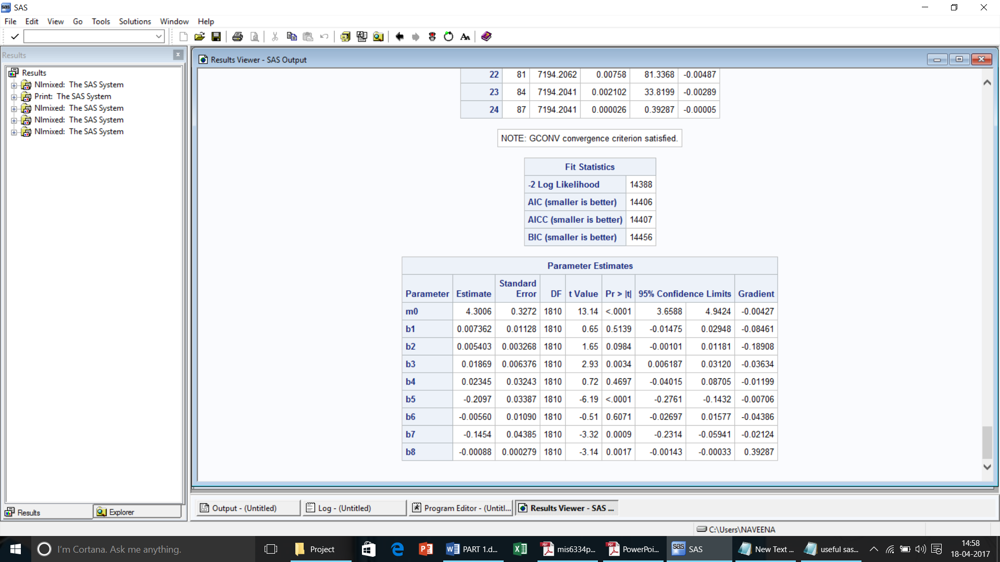 SAS
File Edit View Go Tools Solutions Window Help
Results
Results
NImixed: The SAS System
Print: The SAS System
NImixed: The SAS System
NImixed: The SAS System
NImixed: The SAS System
Results Explorer
Results Viewer - SAS Output
22 81 7194.2062 0.00758 81.3368 -0.00487
23 84 7194.2041 0.002102 33.8199 -0.00289
24 87 7194.2041 0.000026 0.39287 -0.00005
NOTE: GCONV convergence criterion satisfied.
Fit Statistics
-2 Log Likelihood 14388
AIC (smaller is better) 14406
AICC (smaller is better) 14407
BIC (smaller is better) 14456
Parameter Estimates
Parameter Estimate Standard Error DF t Value Pr > |t| 95% Confidence Limits Gradient
m0 4.3006 0.3272 1810 13.14 <.0001 3.6588 4.9424 -0.00427
b1 0.007362 0.01128 1810 0.65 0.5139 -0.01475 0.02948 -0.08461
b2 0.005403 0.003268 1810 1.65 0.0984 -0.00101 0.01181 -0.18908
b3 0.01869 0.006376 1810 2.93 0.0034 0.006187 0.03120 -0.03634
b4 0.02345 0.03243 1810 0.72 0.4697 -0.04015 0.08705 -0.01199
b5 -0.2097 0.03387 1810 -6.19 <.0001 -0.2761 -0.1432 -0.00706
b6 -0.00560 0.01090 1810 -0.51 0.6071 -0.02697 0.01577 -0.04386
b7 -0.1454 0.04385 1810 -3.32 0.0009 -0.2314 -0.05941 -0.02124
b8 -0.00088 0.000279 1810 -3.14 0.0017 -0.00143 -0.00033 0.39287
Output - (Untitled) Log - (Untitled) Program Editor - (Untitl... Results Viewer - SAS ...
C:\Users\NAVEENA
I'm Cortana. Ask me anything. Project PART 1.d... mis6334p... PowerPoi... SAS New Text ... useful sas... 14:58
18-04-2017